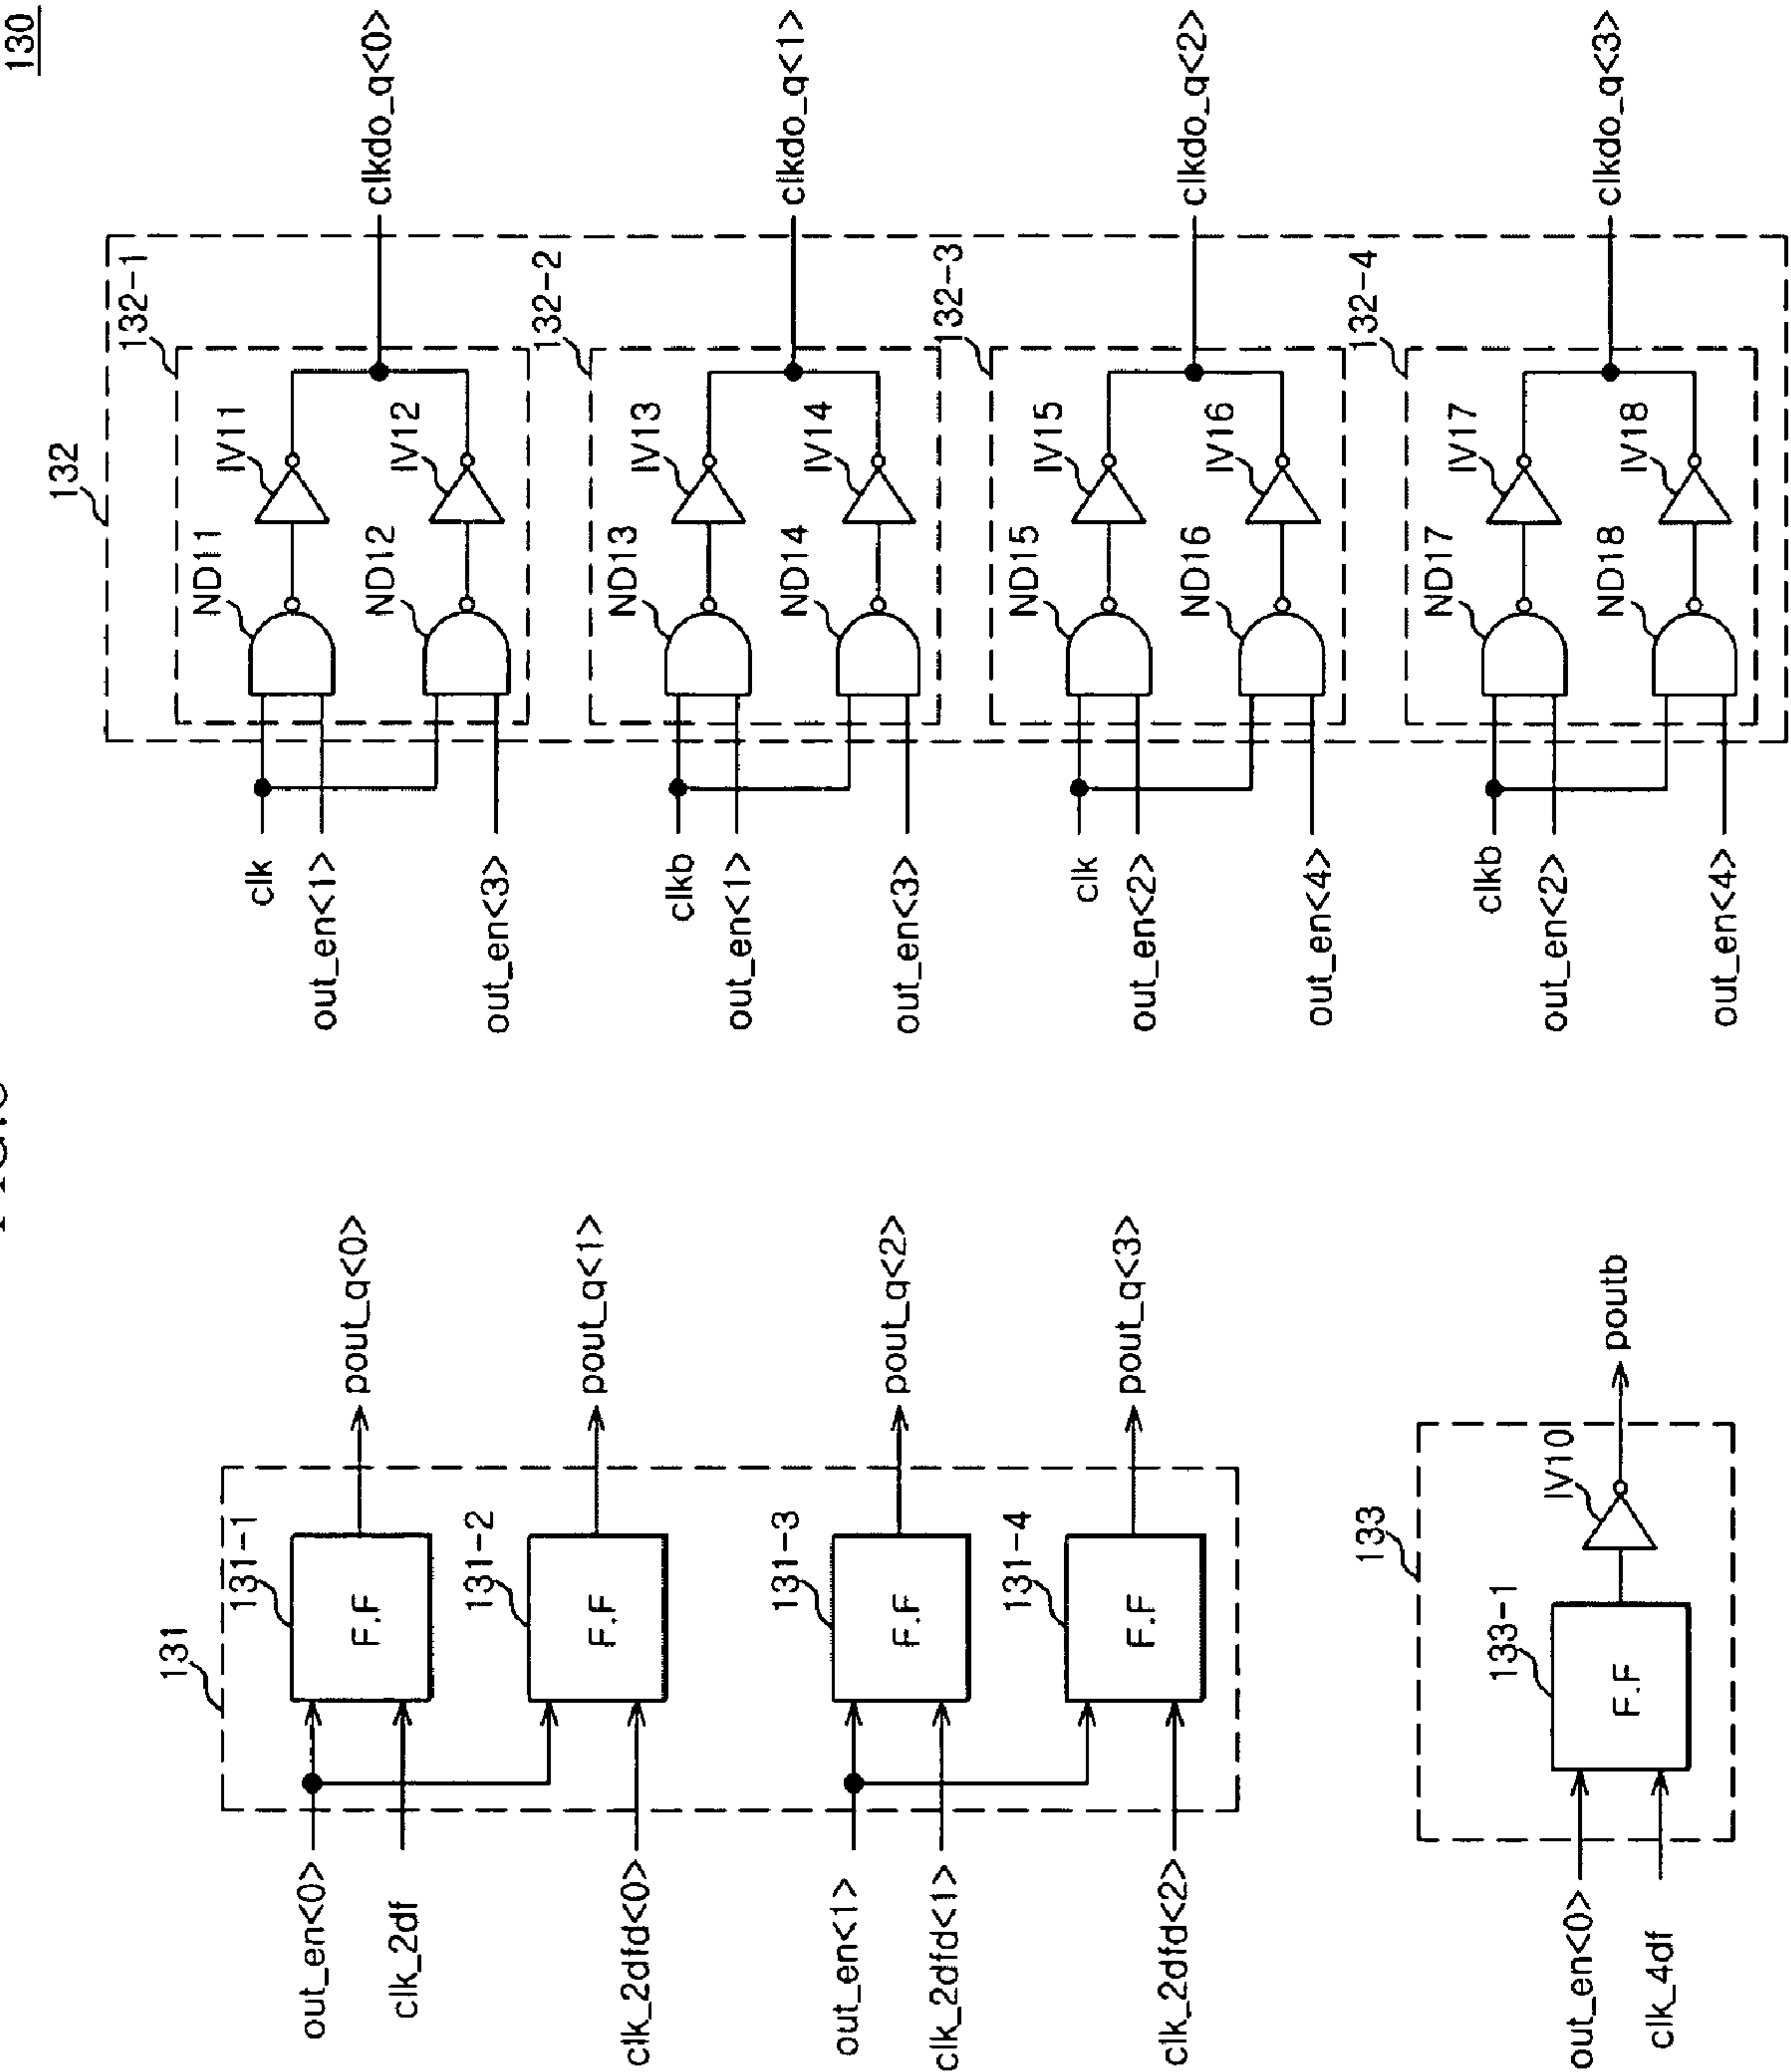 130
131
out_en<0>
clk_2df
131-1
F.F
pout_q<0>
clk_2dfd<0>
131-2
F.F
pout_q<1>
out_en<1>
clk_2dfd<1>
131-3
F.F
pout_q<2>
clk_2dfd<2>
131-4
F.F
pout_q<3>
133
out_en<0>
clk_4df
133-1
F.F
IV10
poutb
132
132-1
clk
out_en<1>
out_en<3>
ND11
IV11
ND12
IV12
clkdo_q<0>
132-2
clkb
out_en<1>
out_en<3>
ND13
IV13
ND14
IV14
clkdo_q<1>
132-3
clk
out_en<2>
out_en<4>
ND15
IV15
ND16
IV16
clkdo_q<2>
132-4
clkb
out_en<2>
out_en<4>
ND17
IV17
ND18
IV18
clkdo_q<3>